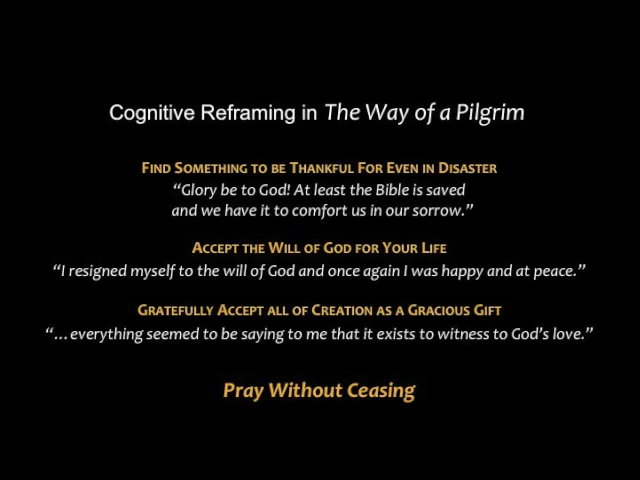 Cognitive Reframing in The Way of a Pilgrim
FIND SOMETHING TO BE THANKFUL FOR EVEN IN DISASTER
“Glory be to God! At least the Bible is saved
and we have it to comfort us in our sorrow.”
ACCEPT THE WILL OF GOD FOR YOUR LIFE
“I resigned myself to the will of God and once again I was happy and at peace.”
GRATEFULLY ACCEPT ALL OF CREATION AS A GRACIOUS GIFT
“…everything seemed to be saying to me that it exists to witness to God’s love.”
Pray Without Ceasing